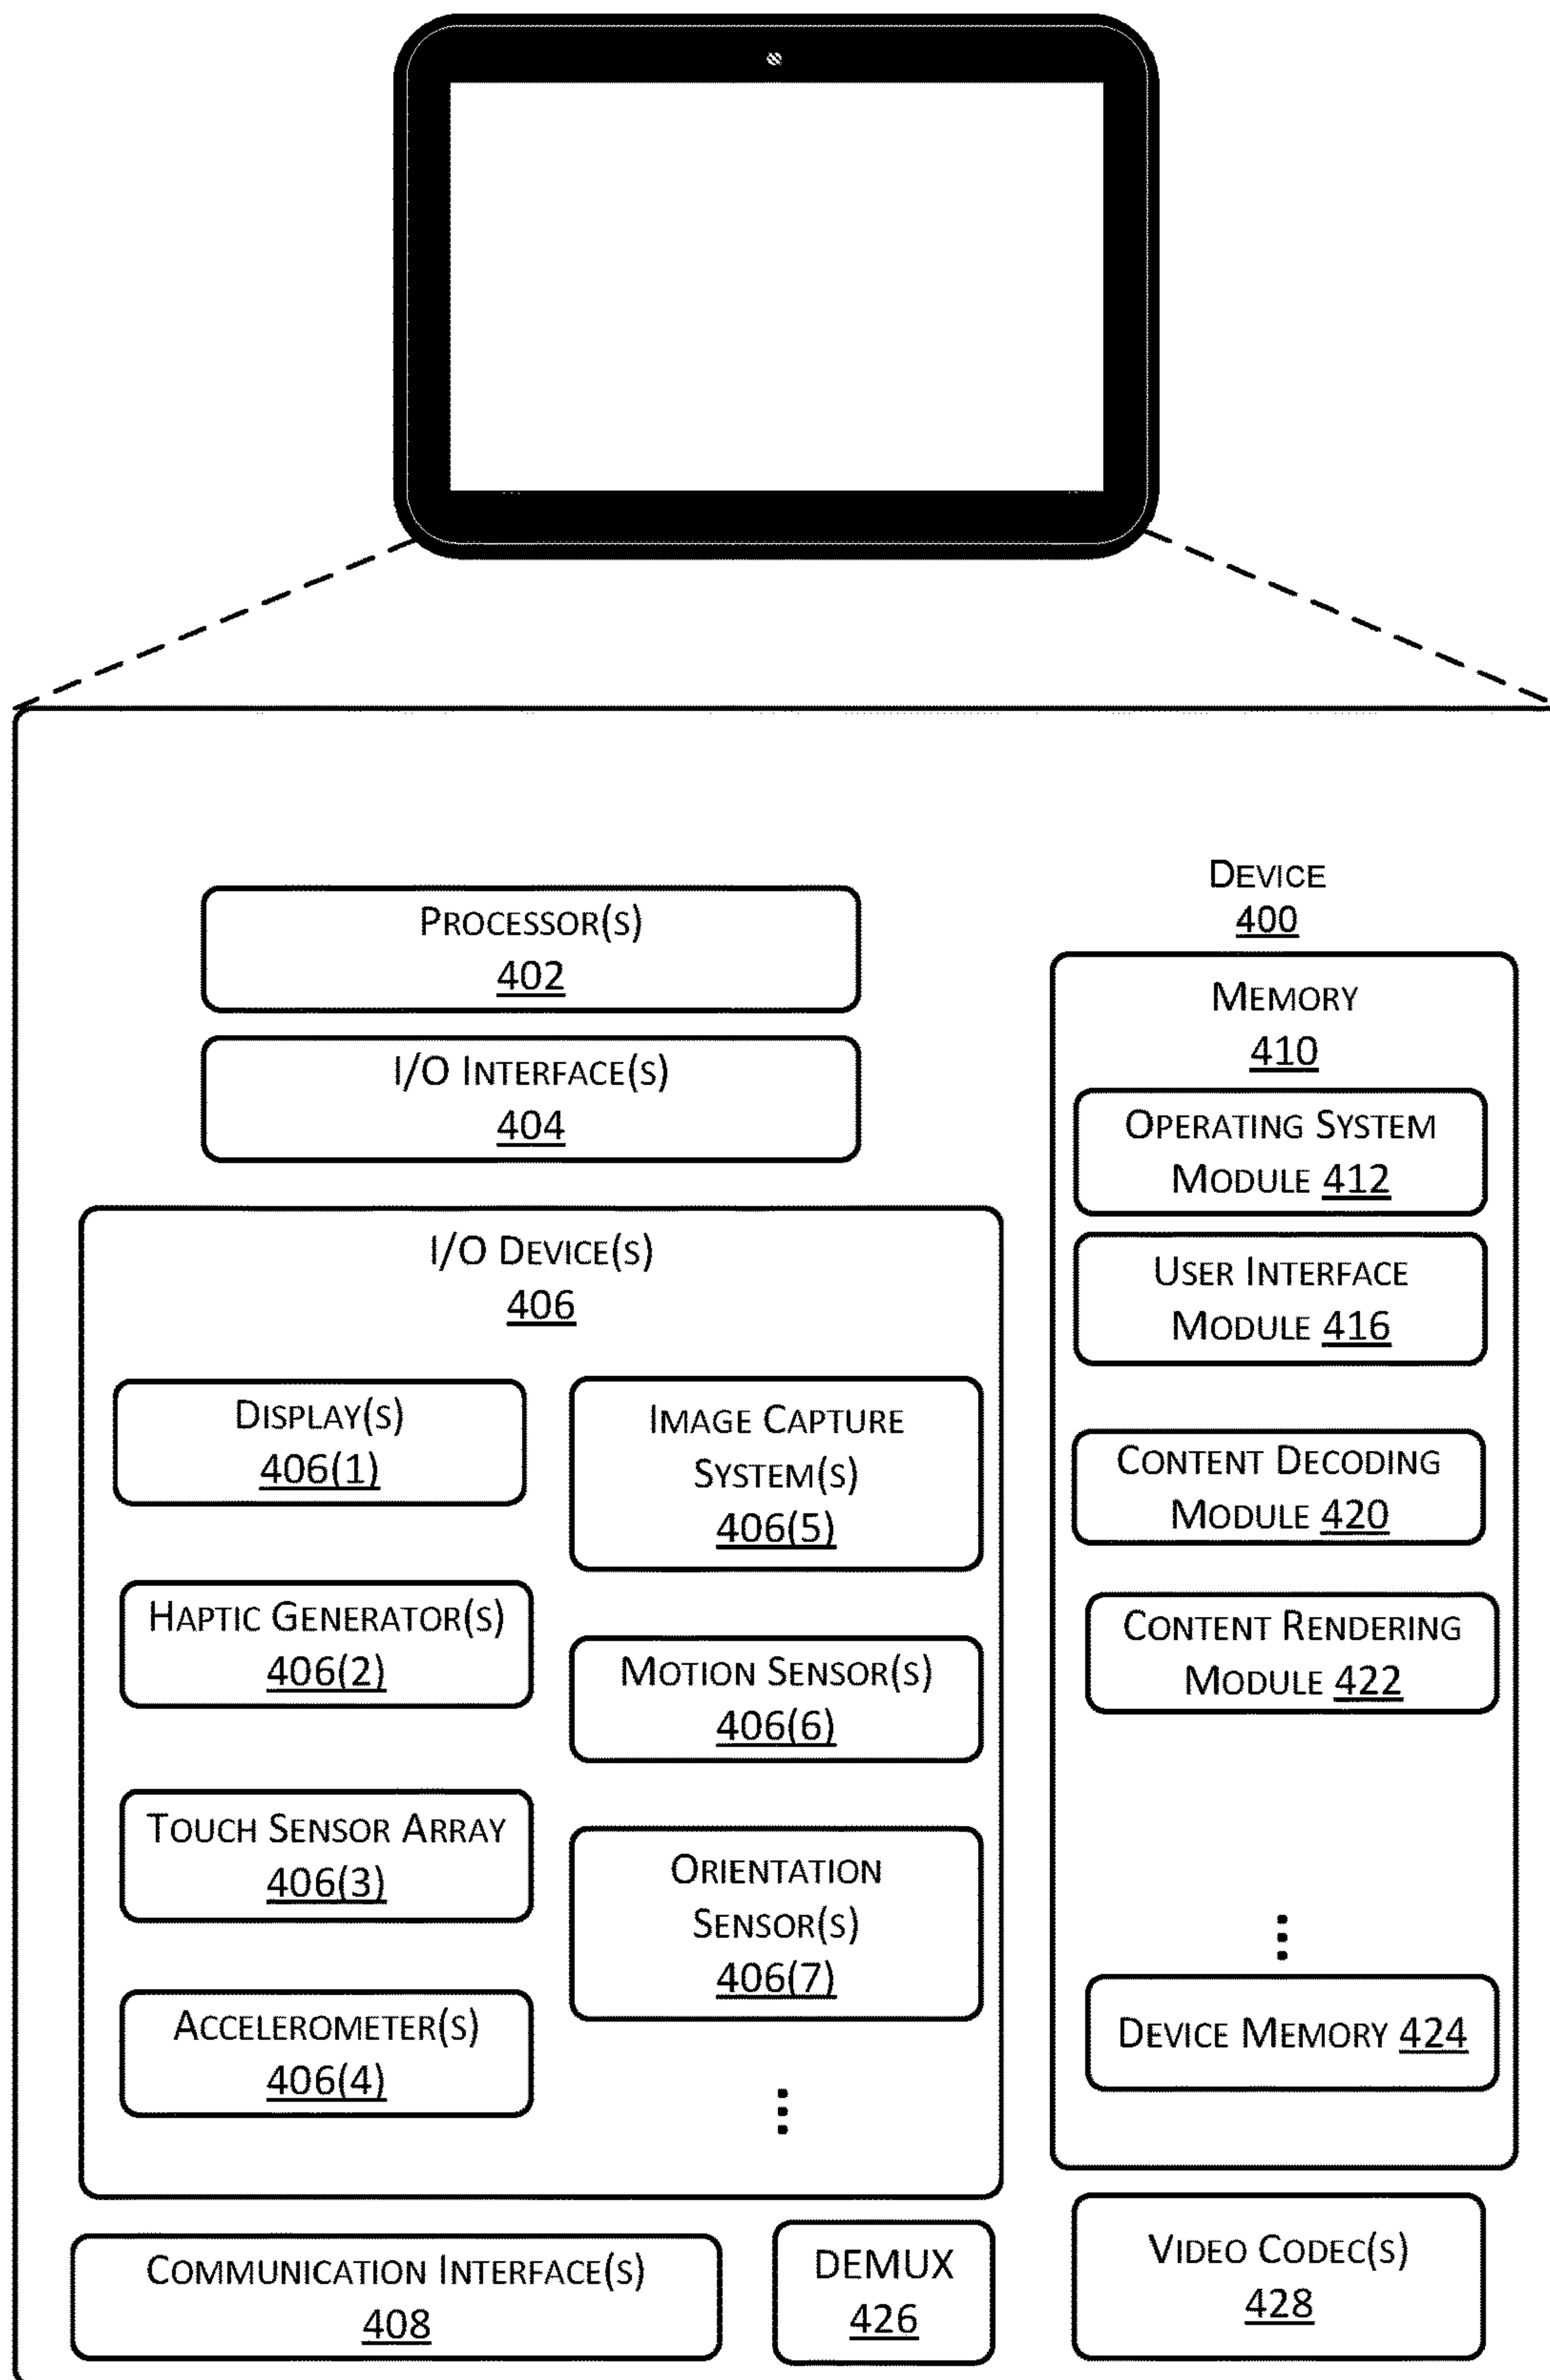 PROCESSOR(S)
402
I/O INTERFACE(S)
404
I/O DEVICE(S)
406
DISPLAY(S)
406(1)
HAPTIC GENERATOR(S)
406(2)
TOUCH SENSOR ARRAY
406(3)
ACCELEROMETER(S)
406(4)
IMAGE CAPTURE
SYSTEM(S)
406(5)
MOTION SENSOR(S)
406(6)
ORIENTATION
SENSOR(S)
406(7)
DEVICE
400
MEMORY
410
OPERATING SYSTEM
MODULE 412
USER INTERFACE
MODULE 416
CONTENT DECODING
MODULE 420
CONTENT RENDERING
MODULE 422
DEVICE MEMORY 424
COMMUNICATION INTERFACE(S)
408
DEMUX
426
VIDEO CODEC(S)
428